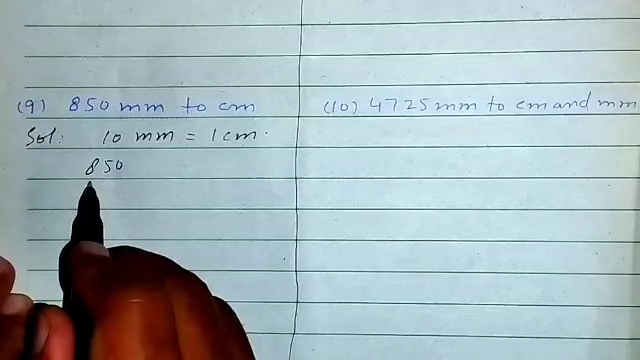 (9) 850 mm to cm
Sol: 10 mm = 1 cm.
850
(10) 4725 mm to cm and mm